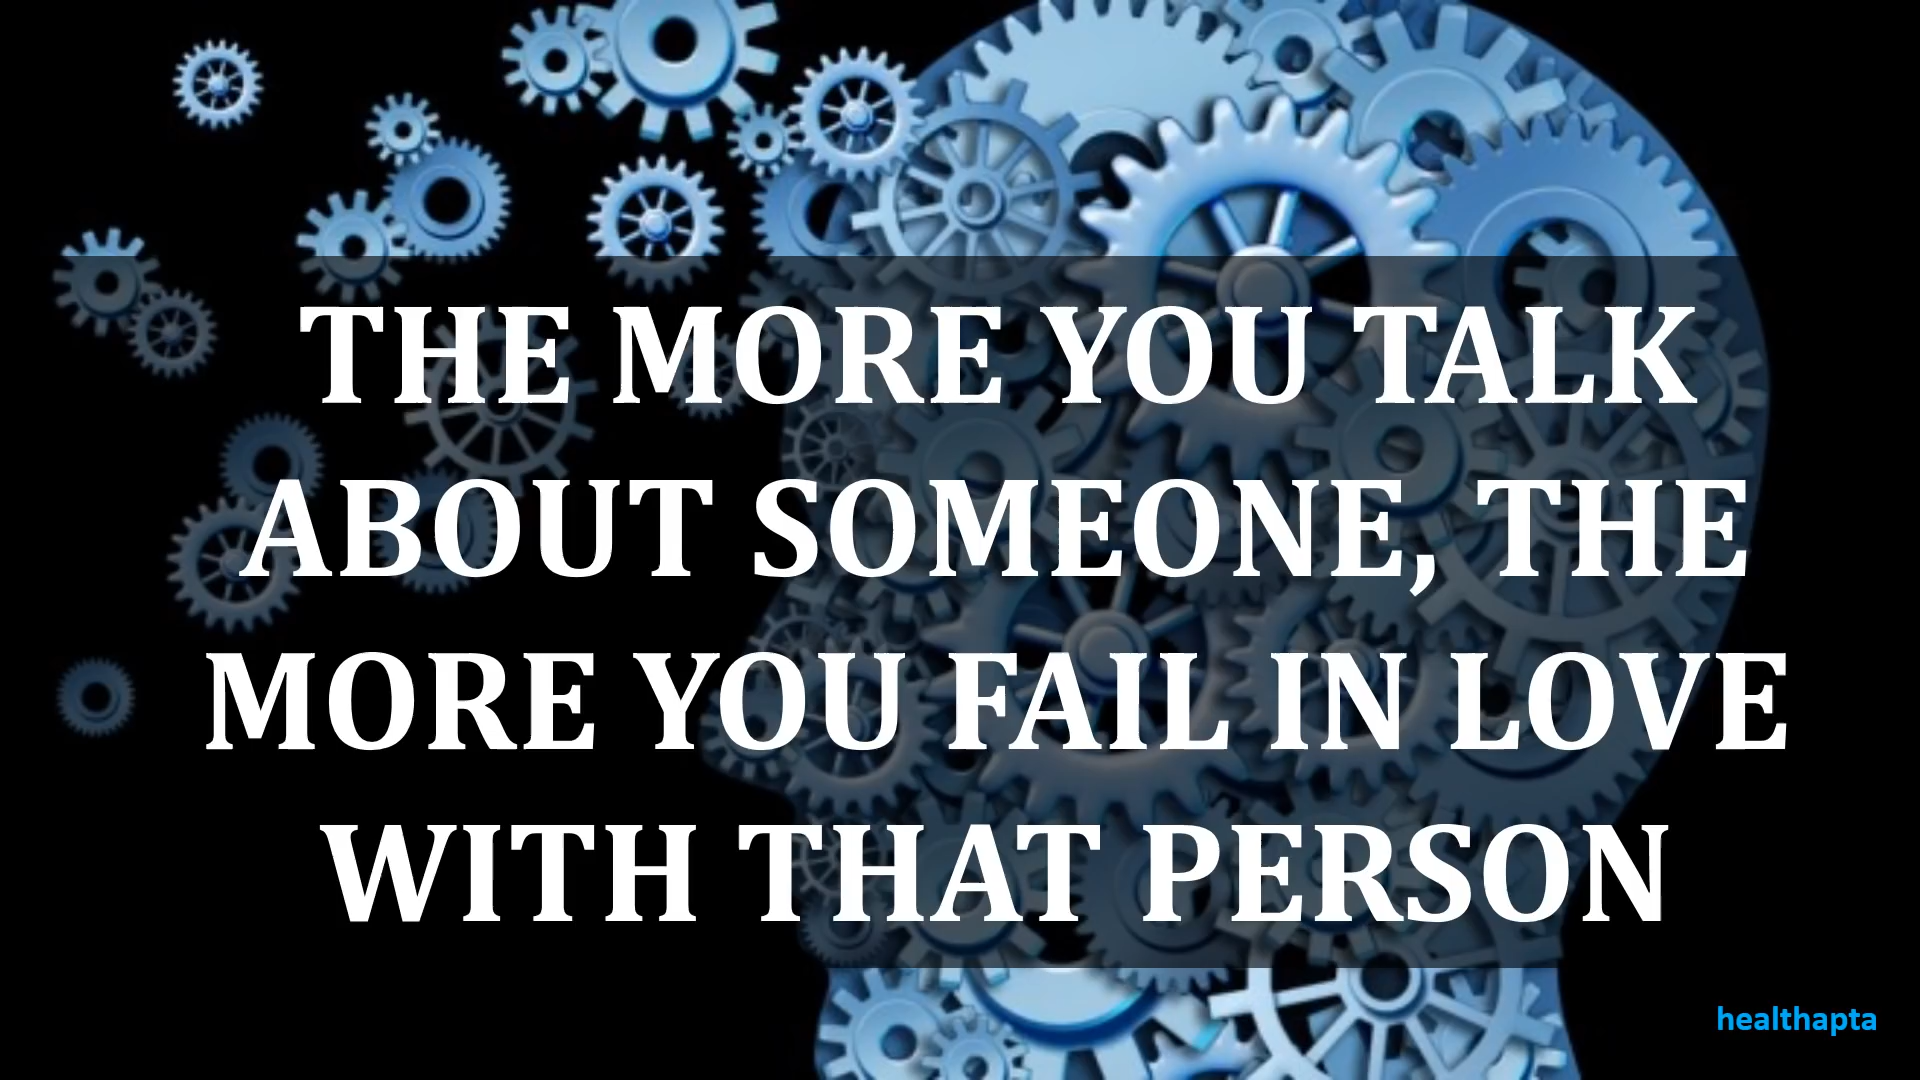 THE MORE YOU TALK
ABOUT SOMEONE, THE
MORE YOU FAIL IN LOVE
WITH THAT PERSON
healthapta